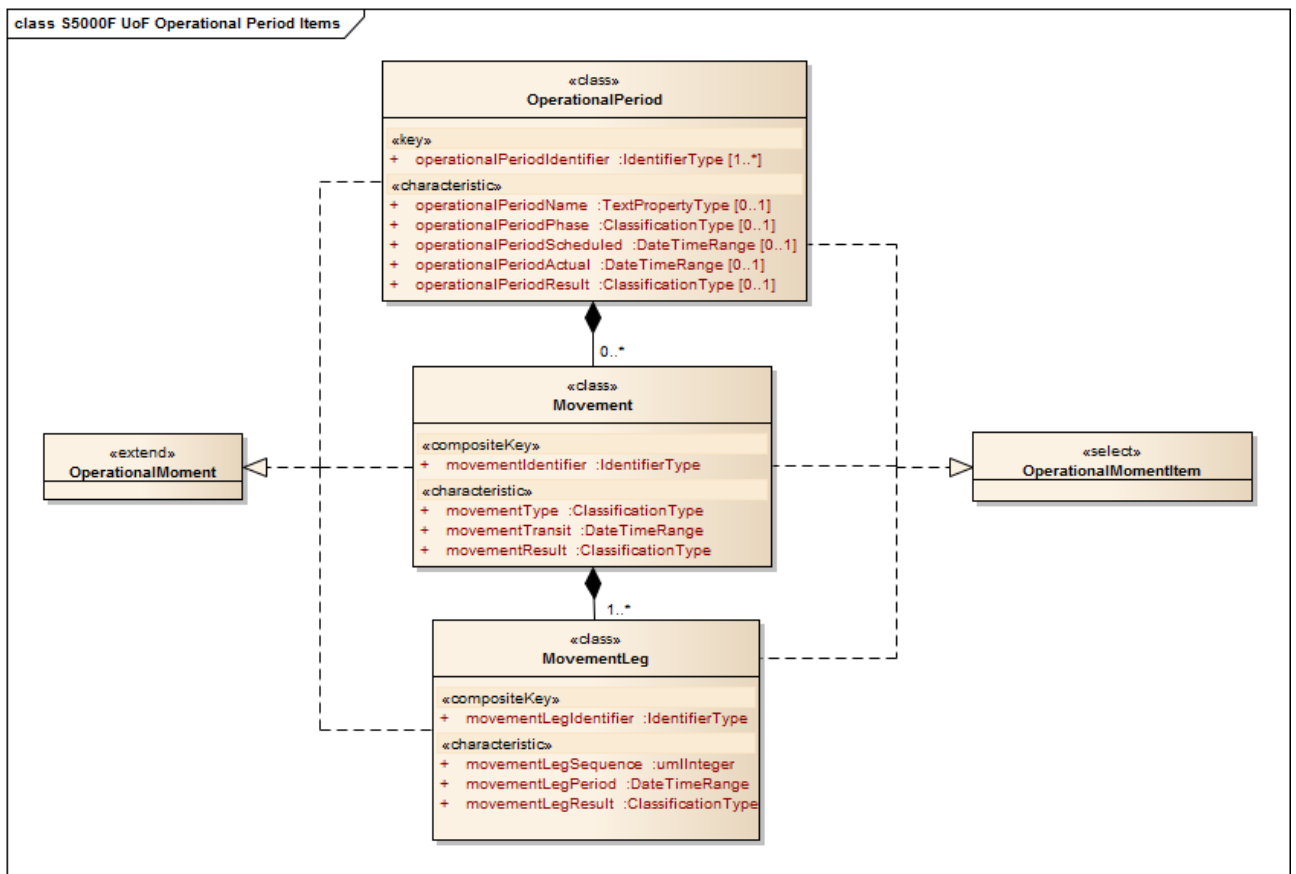 class S5000F UoF Operational Period Items
«class»
OperationalPeriod
«key»
+ operationalPeriodIdentifier :IdentifierType [1..*]
«characteristic»
+ operationalPeriodName :TextPropertyType [0..1]
+ operationalPeriodPhase :ClassificationType [0..1]
+ operationalPeriodScheduled :DateTimeRange [0..1]
+ operationalPeriodActual :DateTimeRange [0..1]
+ operationalPeriodResult :ClassificationType [0..1]
0..*
«class»
Movement
«compositeKey»
+ movementIdentifier :IdentifierType
«characteristic»
+ movementType :ClassificationType
+ movementTransit :DateTimeRange
+ movementResult :ClassificationType
«extend»
OperationalMoment
«select»
OperationalMomentItem
1..*
«class»
MovementLeg
«compositeKey»
+ movementLegIdentifier :IdentifierType
«characteristic»
+ movementLegSequence :umlInteger
+ movementLegPeriod :DateTimeRange
+ movementLegResult :ClassificationType